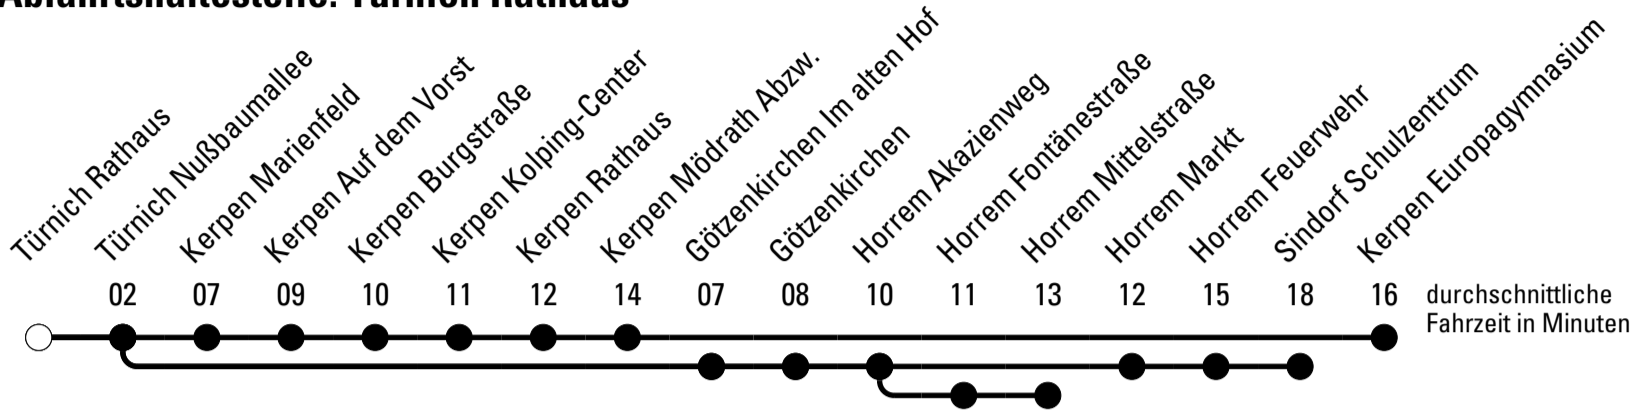 Abfahrtshaltestelle: Türnich Rathaus
Türnich Rathaus
Türnich Nußbaumallee
Kerpen Marienfeld
Kerpen Auf dem Vorst
Kerpen Burgstraße
Kerpen Kolping-Center
Kerpen Rathaus
Kerpen Mödrath Abzw.
Götzenkirchen Im alten Hof
Götzenkirchen
Horrem Akazienweg
Horrem Fontänestraße
Horrem Mittelstraße
Horrem Markt
Horrem Feuerwehr
Sindorf Schulzentrum
Kerpen Europagymnasium
02 07 09 10 11 12 14 07 08 10 11 13 12 15 18 16 durchschnittliche
Fahrzeit in Minuten